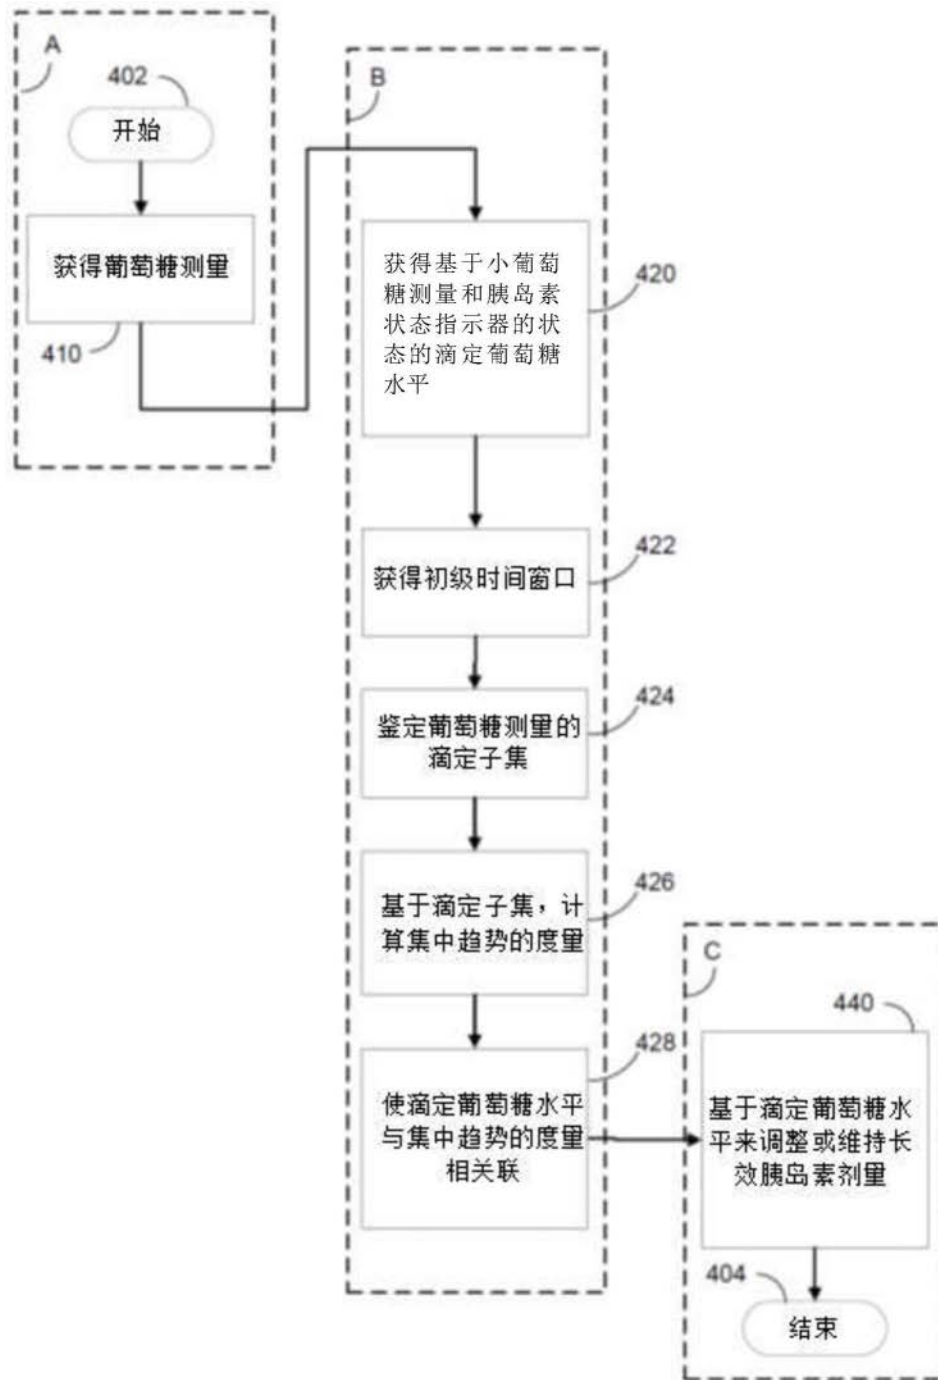 A
402
开始
获得葡萄糖测量
410
B
获得基于小葡萄
糖测量和胰岛素
状态指示器的状
态的滴定葡萄糖
水平
420
获得初级时间窗口
422
鉴定葡萄糖测量的
滴定子集
424
基于滴定子集，计
算集中趋势的度量
426
使滴定葡萄糖水平
与集中趋势的度量
相关联
428
C
440
基于滴定葡萄糖水
平来调整或维持长
效胰岛素剂量
404
结束